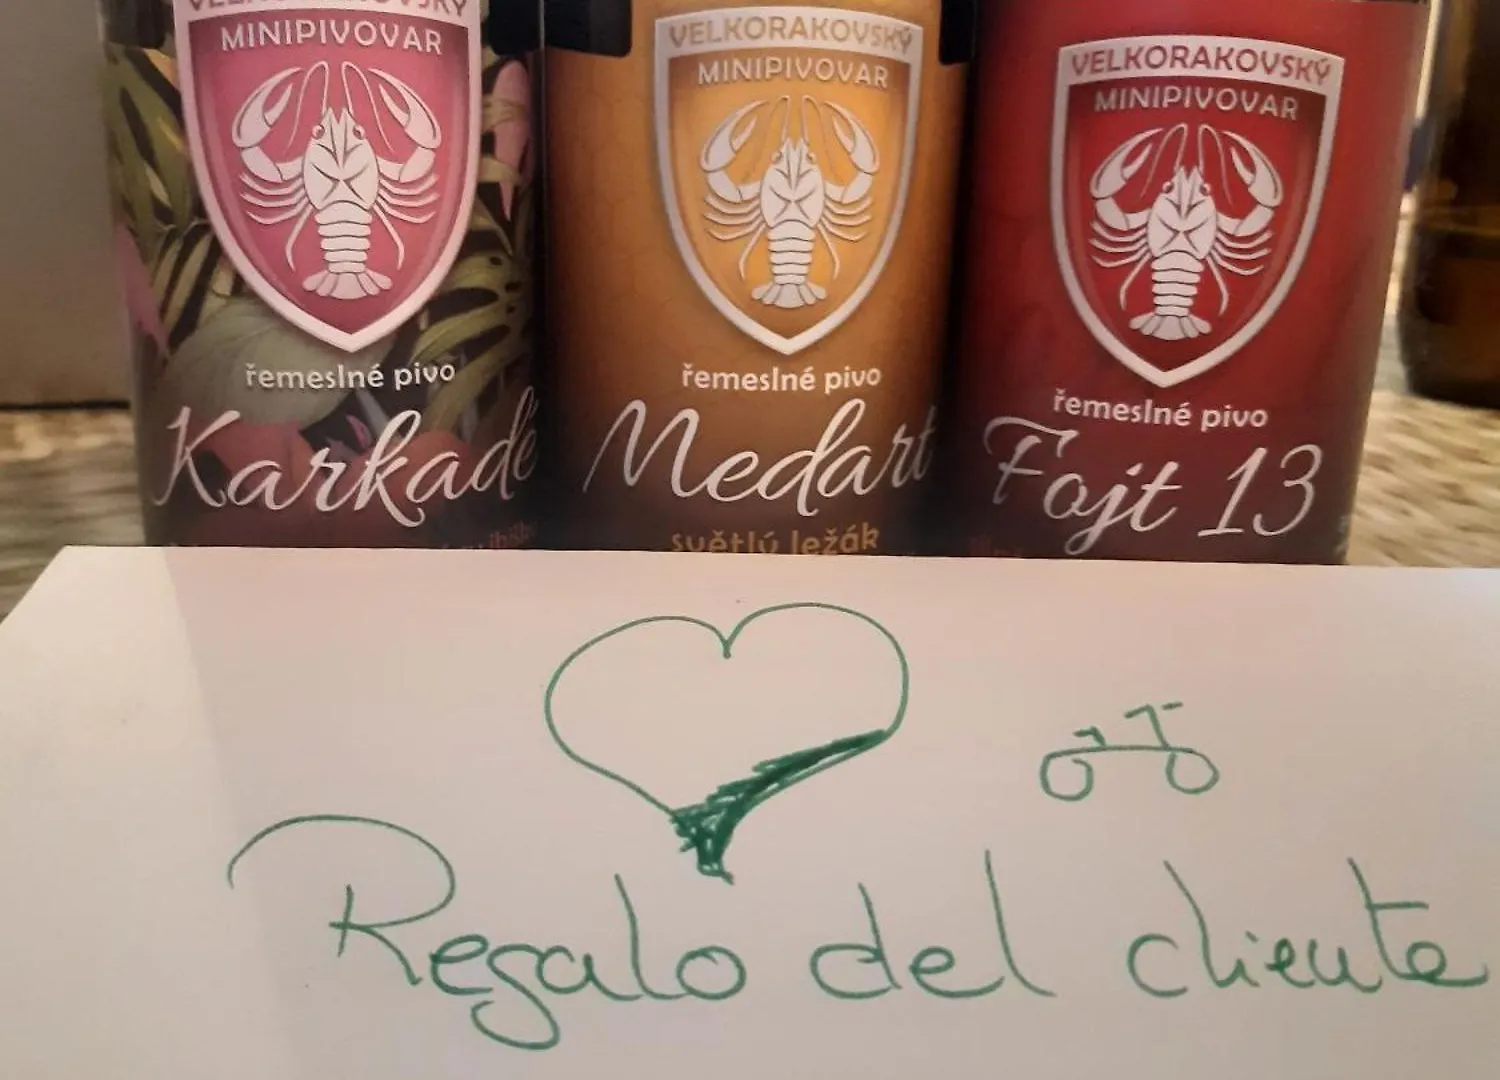 VELKORAKOVSKÝ
MINIPIVOVAR
řemeslné pivo
Karkadé
VELKORAKOVSKÝ
MINIPIVOVAR
řemeslné pivo
Medart
světlý ležák
VELKORAKOVSKÝ
MINIPIVOVAR
řemeslné pivo
Fojt 13
Regalo del cliente